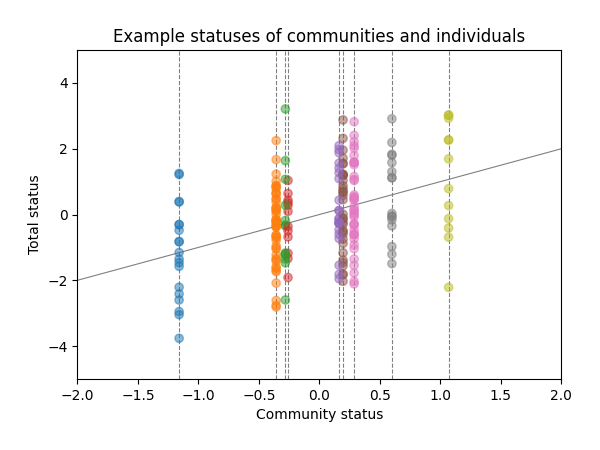 Example statuses of communities and individuals
4
2
0
−2
−4
Total status
−2.0 −1.5 −1.0 −0.5 0.0 0.5 1.0 1.5 2.0
Community status